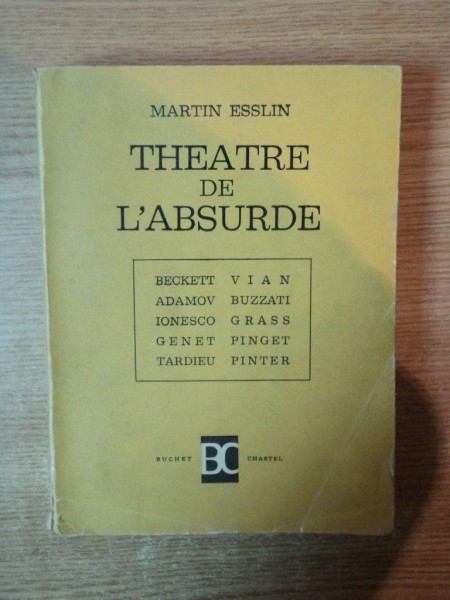 MARTIN ESSLIN
THEATRE
DE
L'ABSURDE
BECKETT VIAN
ADAMOV BUZZATI
IONESCO GRASS
GENET PINGET
TARDIEU PINTER
BUCHET BC CHASTEL